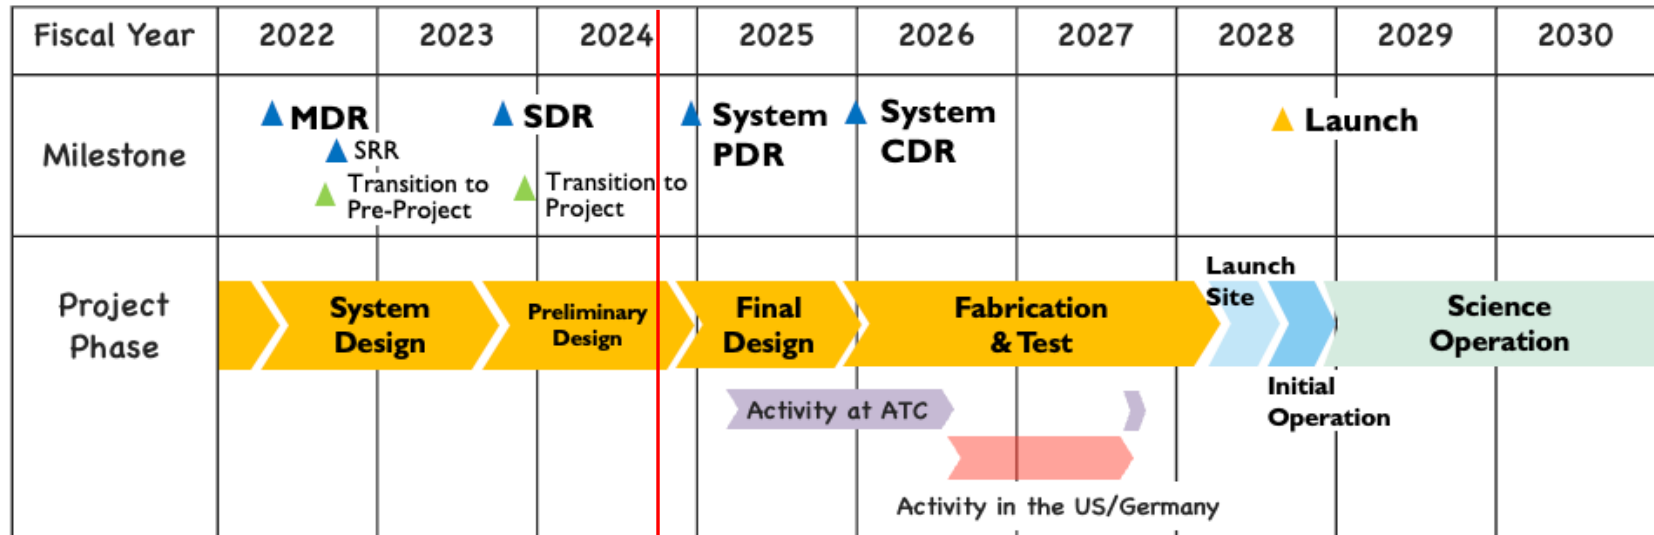 Fiscal Year 2022 2023 2024 2025 2026 2027 2028 2029 2030
Milestone
MDR
SRR
Transition to
Pre-Project
SDR
Transition to
Project
System
PDR
System
CDR
Launch
Project
Phase
System
Design
Preliminary
Design
Final
Design
Fabrication
& Test
Launch
Site
Initial
Operation
Science
Operation
Activity at ATC
Activity in the US/Germany